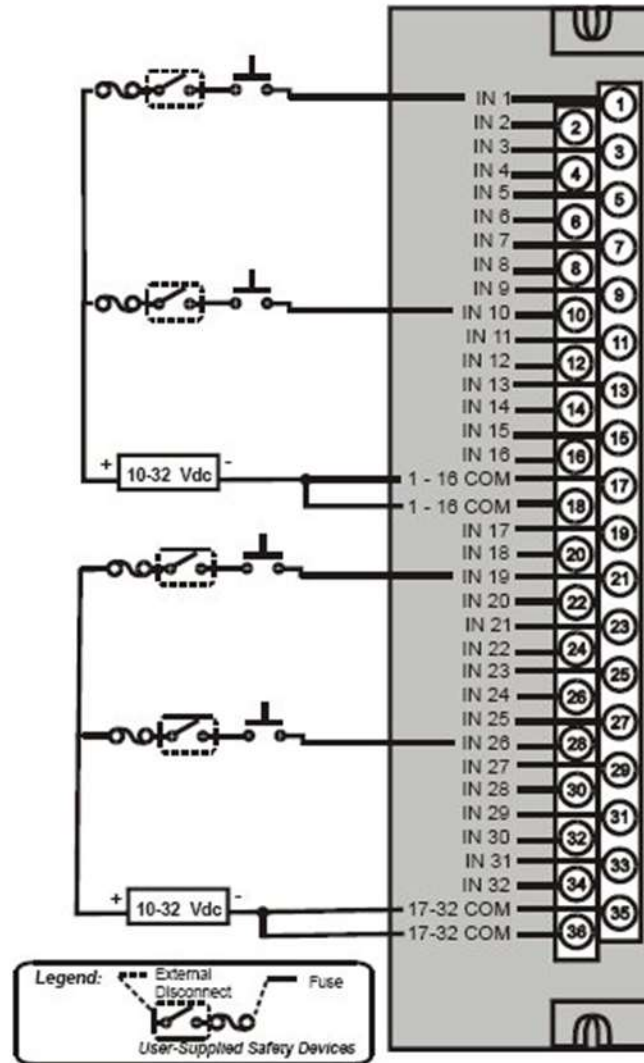 IN 1
1
IN 2
2
IN 3
3
IN 4
4
IN 5
5
IN 6
6
IN 7
7
IN 8
8
IN 9
9
IN 10
10
IN 11
11
IN 12
12
IN 13
13
IN 14
14
IN 15
15
IN 16
16
+ 10-32 Vdc -
1 - 16 COM
17
1 - 16 COM
18
IN 17
19
IN 18
20
IN 19
21
IN 20
22
IN 21
23
IN 22
24
IN 23
25
IN 24
26
IN 25
27
IN 26
28
IN 27
29
IN 28
30
IN 29
31
IN 30
32
IN 31
33
IN 32
34
+ 10-32 Vdc -
17-32 COM
35
17-32 COM
36
Legend:
External
Disconnect
Fuse
User-Supplied Safety Devices